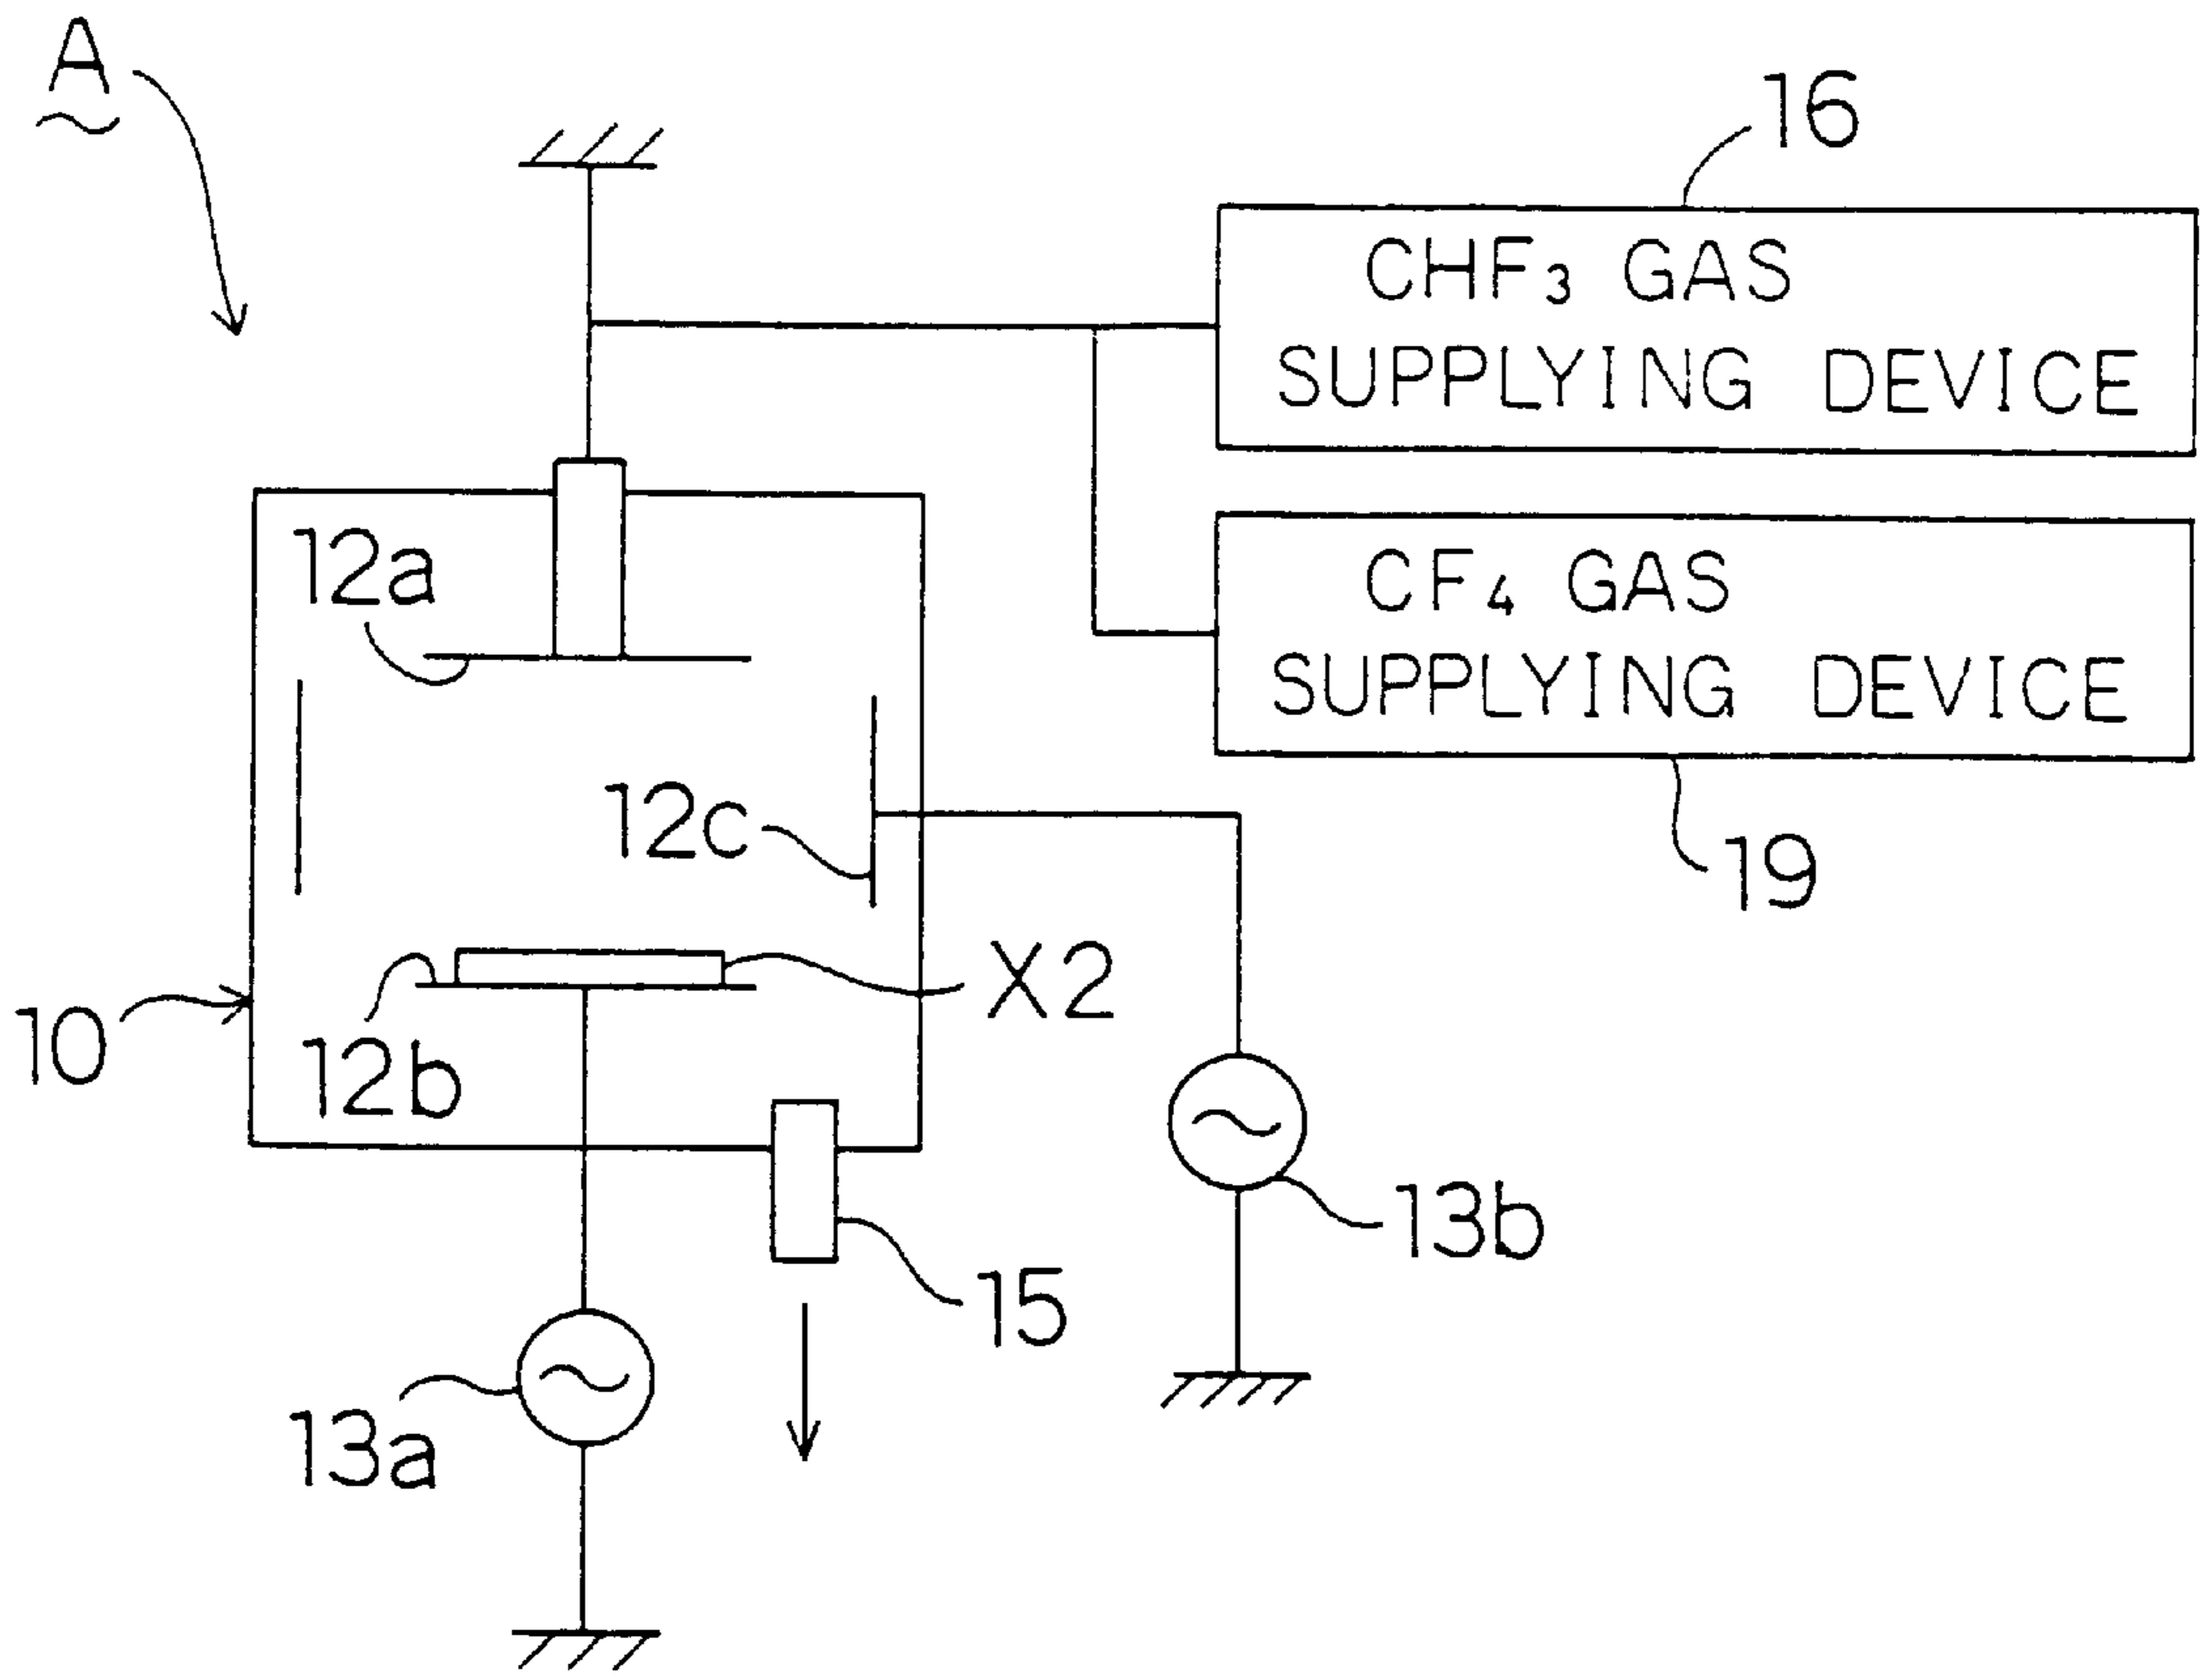 A
16
CHF₃ GAS
SUPPLYING DEVICE
12a
CF₄ GAS
SUPPLYING DEVICE
12c
19
X2
10
12b
13b
15
13a